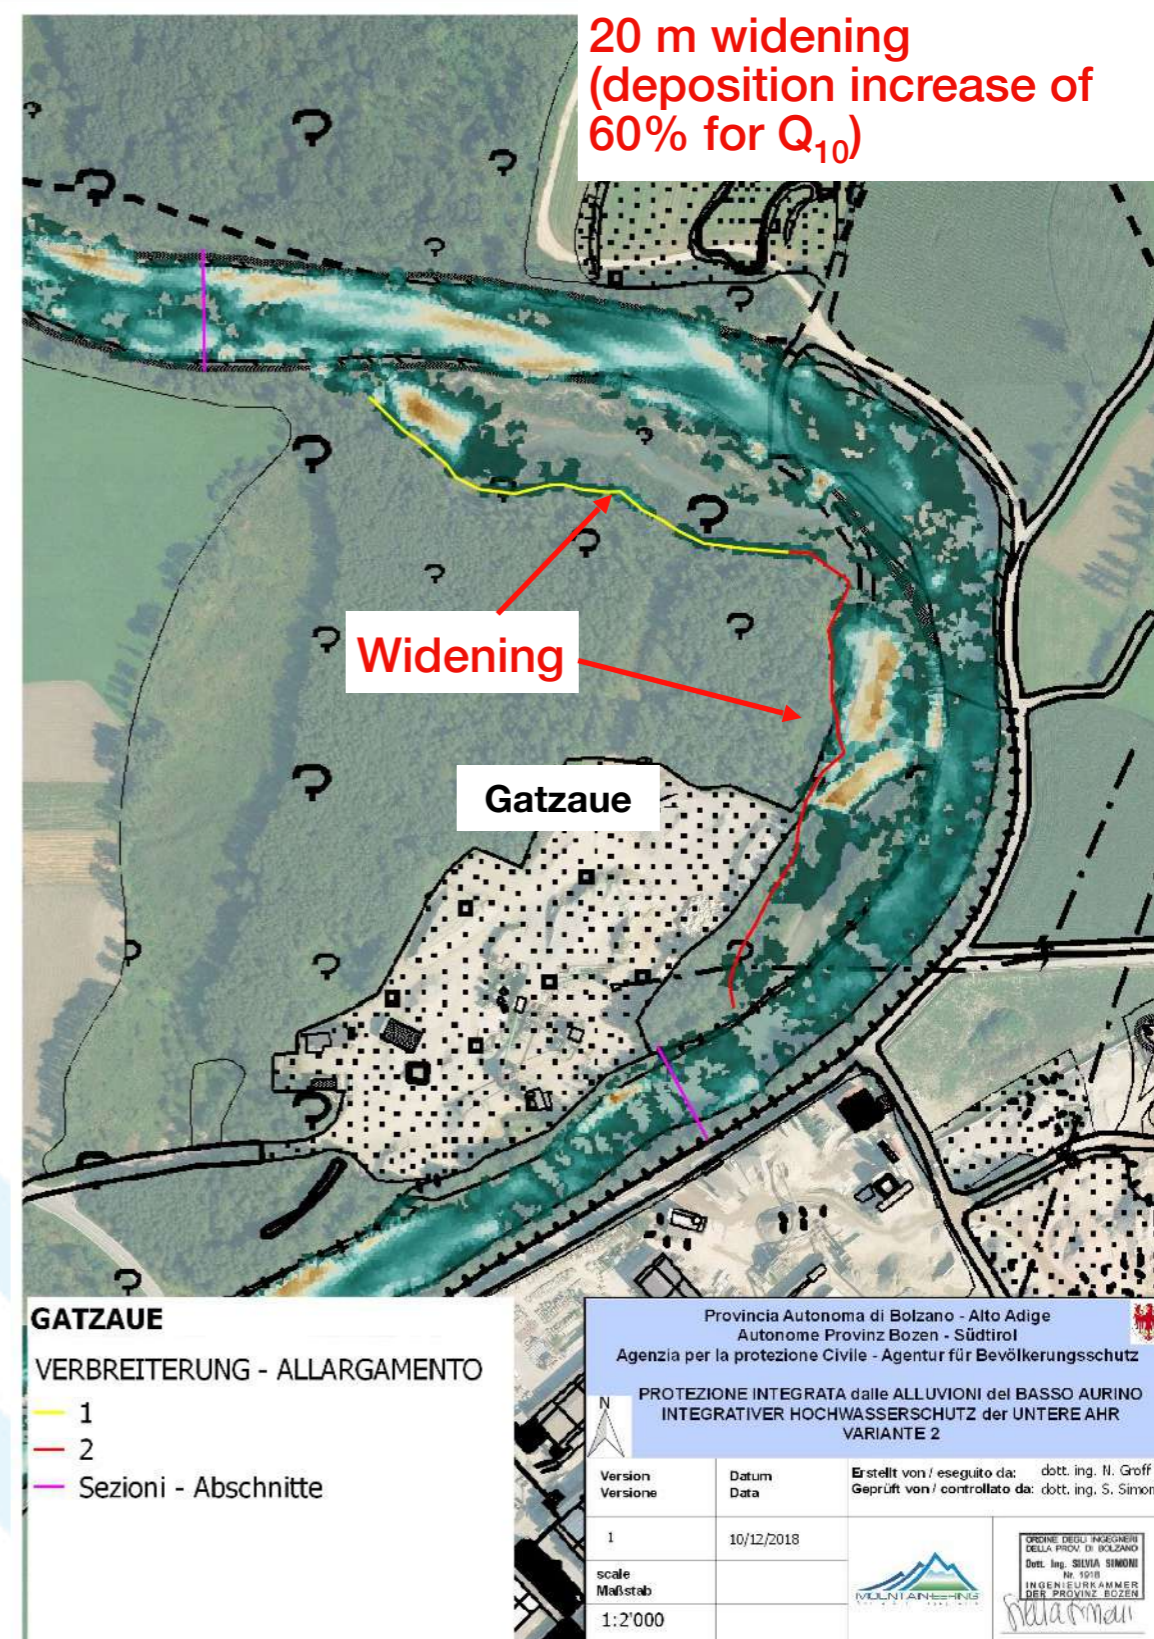 20 m widening
(deposition increase of
60% for Q10)
Widening
Gatzaue
GATZAUE
VERBREITERUNG - ALLARGAMENTO
1
2
Sezioni - Abschnitte
Provincia Autonoma di Bolzano - Alto Adige
Autonome Provinz Bozen - Südtirol
Agenzia per la protezione Civile - Agentur für Bevölkerungsschutz
N
PROTEZIONE INTEGRATA dalle ALLUVIONI del BASSO AURINO
INTEGRATIVER HOCHWASSERSCHUTZ der UNTERE AHR
VARIANTE 2
Version
Versione
Datum
Data
Erstellt von / eseguito da: dott. ing. N. Groff
Geprüft von / controllato da: dott. ing. S. Simon
1
10/12/2018
scale
Maßstab
1:2'000
MOUNTAIN-EERING
ORDINE DEGLI INGEGNERI
DELLA PROV. DI BOLZANO
Dott. Ing. SILVIA SIMONI
Nr. 1918
INGENIEURKAMMER
DER PROVINZ BOZEN